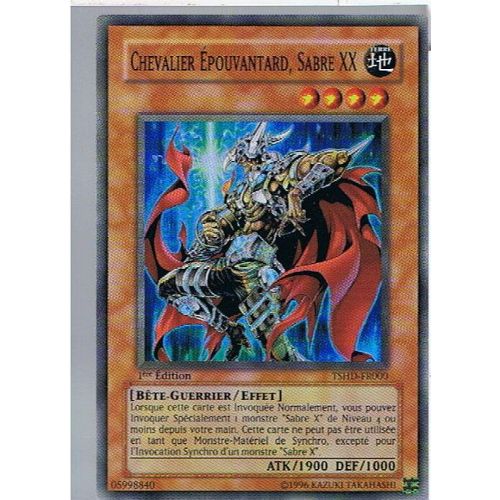 CHEVALIER ÉPOUVANTARD, SABRE XX
TERRE
地
1ère Édition
TSHD-FR000
[BÊTE-GUERRIER / EFFET]
Lorsque cette carte est Invoquée Normalement, vous pouvez
Invoquer Spécialement 1 monstre "Sabre X" de Niveau 4 ou
moins depuis votre main. Cette carte ne peut pas être utilisée
en tant que Monstre-Matériel de Synchro, excepté pour
l'Invocation Synchro d'un monstre "Sabre X".
ATK/1900 DEF/1000
05998840
©1996 KAZUKI TAKAHASHI